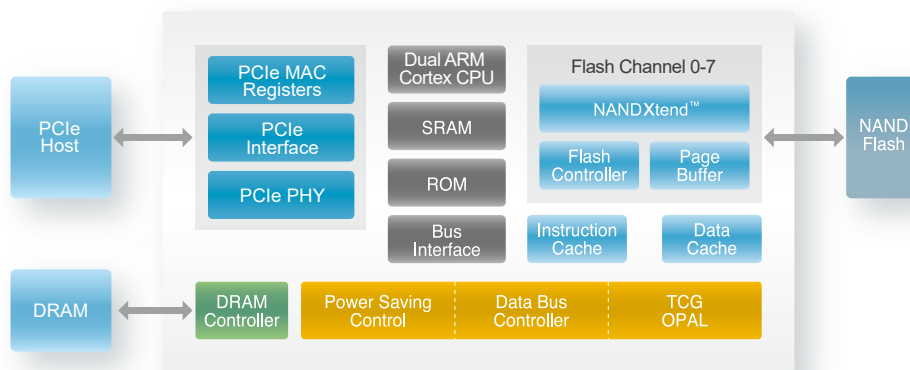 PCIe
Host
DRAM
PCIe MAC
Registers
PCIe
Interface
PCIe PHY
Dual ARM
Cortex CPU
SRAM
ROM
Bus
Interface
Flash Channel 0-7
NANDXtend™
Flash
Controller
Page
Buffer
Instruction
Cache
Data
Cache
DRAM
Controller
Power Saving
Control
Data Bus
Controller
TCG
OPAL
NAND
Flash